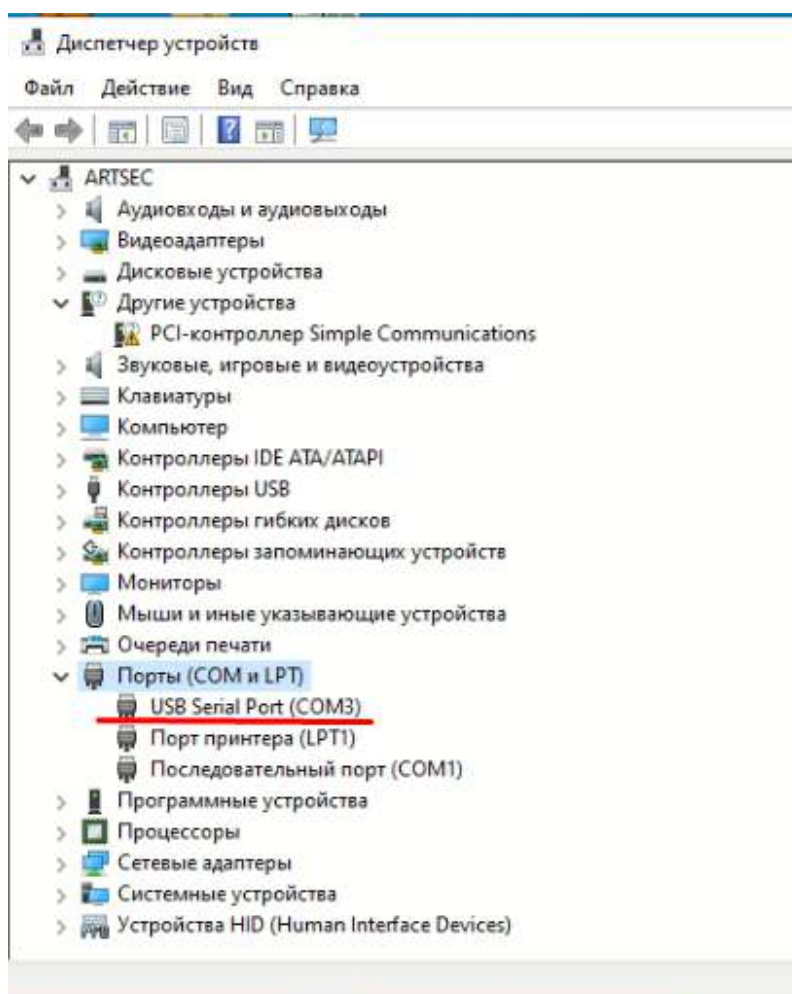 Диспетчер устройств
Файл Действие Вид Справка
ARTSEC
Аудиовходы и аудиовыходы
Видеоадаптеры
Дисковые устройства
Другие устройства
PCI-контроллер Simple Communications
Звуковые, игровые и видеоустройства
Клавиатуры
Компьютер
Контроллеры IDE ATA/ATAPI
Контроллеры USB
Контроллеры гибких дисков
Контроллеры запоминающих устройств
Мониторы
Мыши и иные указывающие устройства
Очереди печати
Порты (COM и LPT)
USB Serial Port (COM3)
Порт принтера (LPT1)
Последовательный порт (COM1)
Программные устройства
Процессоры
Сетевые адаптеры
Системные устройства
Устройства HID (Human Interface Devices)